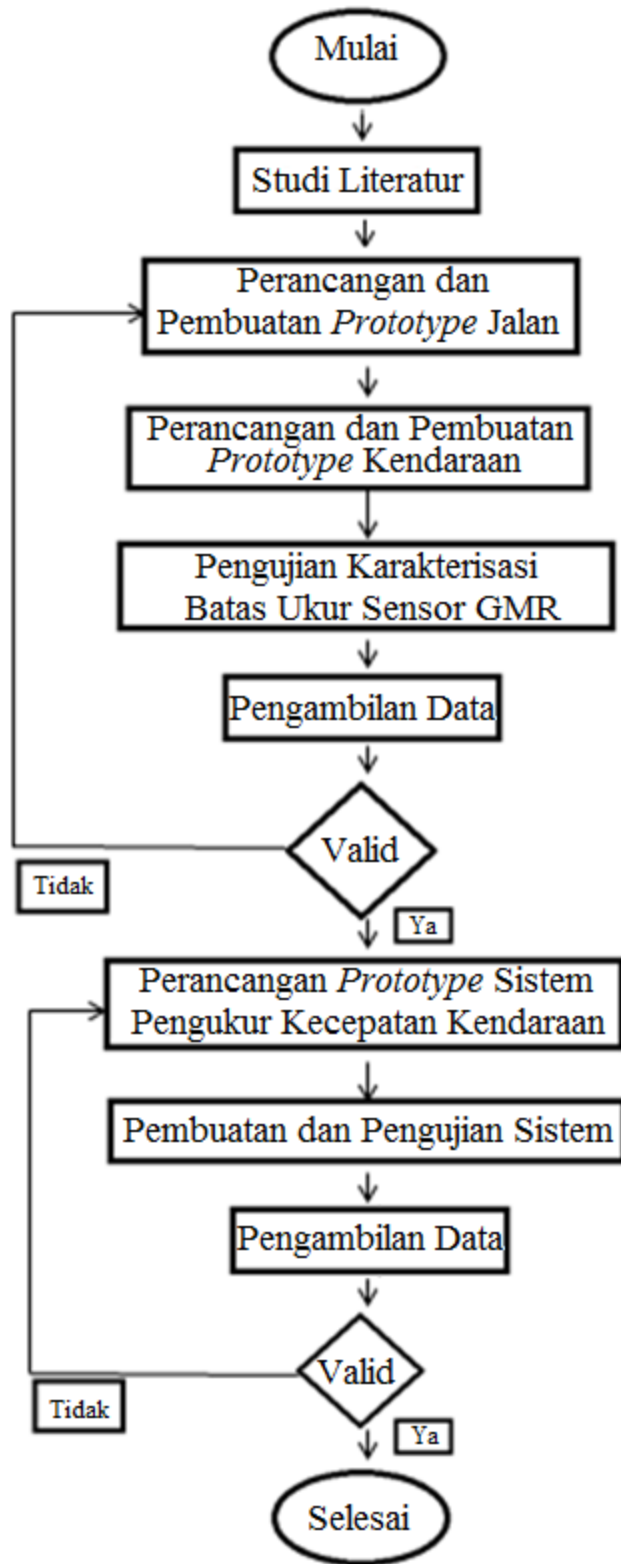 Mulai
Studi Literatur
Perancangan dan
Pembuatan Prototype Jalan
Perancangan dan Pembuatan
Prototype Kendaraan
Pengujian Karakterisasi
Batas Ukur Sensor GMR
Pengambilan Data
Valid
Tidak
Ya
Perancangan Prototype Sistem
Pengukur Kecepatan Kendaraan
Pembuatan dan Pengujian Sistem
Pengambilan Data
Valid
Tidak
Ya
Selesai